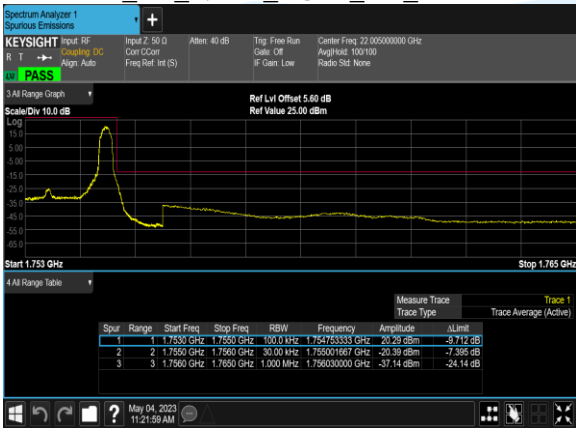 Spectrum Analyzer 1
Spurious Emissions
+
KEYSIGHT Input: RF Input Z: 50 Ω Atten: 40 dB Trig: Free Run Center Freq: 22.005000000 GHz
R T Coupling: DC Corr CCorr Gate: Off Avg|Hold: 100/100
Align: Auto Freq Ref: Int (S) IF Gain: Low Radio Std: None
LW PASS
3 All Range Graph
Ref Lvl Offset 5.60 dB
Scale/Div 10.0 dB Ref Value 25.00 dBm
Log
15.0
5.00
-5.00
-15.0
-25.0
-35.0
-45.0
-55.0
-65.0
Start 1.753 GHz Stop 1.765 GHz
4 All Range Table
Measure Trace Trace 1
Trace Type Trace Average (Active)
Spur Range Start Freq Stop Freq RBW Frequency Amplitude ΔLimit
1 1 1.7530 GHz 1.7550 GHz 100.0 kHz 1.754753333 GHz 20.29 dBm -9.712 dB
2 2 1.7550 GHz 1.7560 GHz 30.00 kHz 1.755001667 GHz -20.39 dBm -7.395 dB
3 3 1.7560 GHz 1.7650 GHz 1.000 MHz 1.756030000 GHz -37.14 dBm -24.14 dB
? May 04, 2023
11:21:59 AM